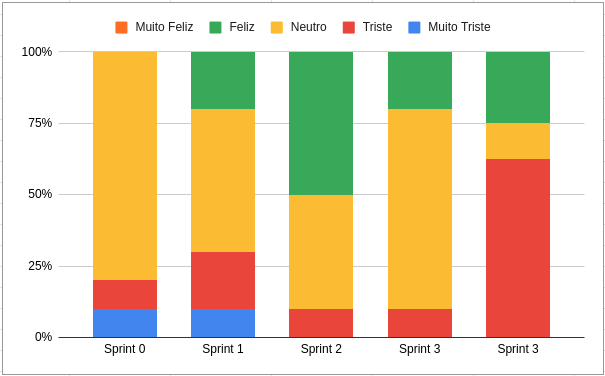 Muito Feliz Feliz Neutro Triste Muito Triste
100%
75%
50%
25%
0%
Sprint 0 Sprint 1 Sprint 2 Sprint 3 Sprint 3